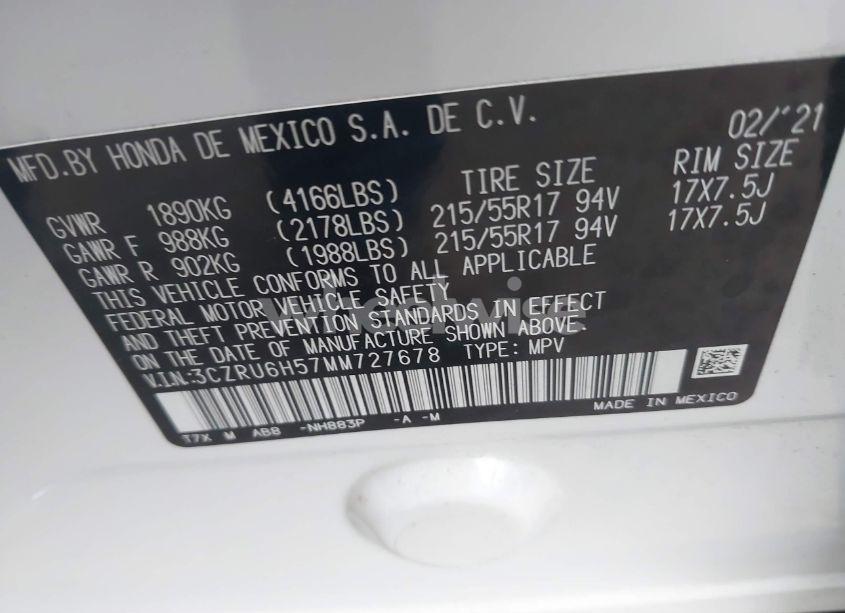 MFD.BY HONDA DE MEXICO S.A. DE C.V. 02/'21
GVWR 1890KG (4166LBS) TIRE SIZE RIM SIZE
GAWR F 988KG (2178LBS) 215/55R17 94V 17X7.5J
GAWR R 902KG (1988LBS) 215/55R17 94V 17X7.5J
THIS VEHICLE CONFORMS TO ALL APPLICABLE
FEDERAL MOTOR VEHICLE SAFETY
AND THEFT PREVENTION STANDARDS IN EFFECT
ON THE DATE OF MANUFACTURE SHOWN ABOVE.
V.I.N.:3CZRU6H57MM727678 TYPE: MPV
T7X M AB8 -NH883P -A -M MADE IN MEXICO